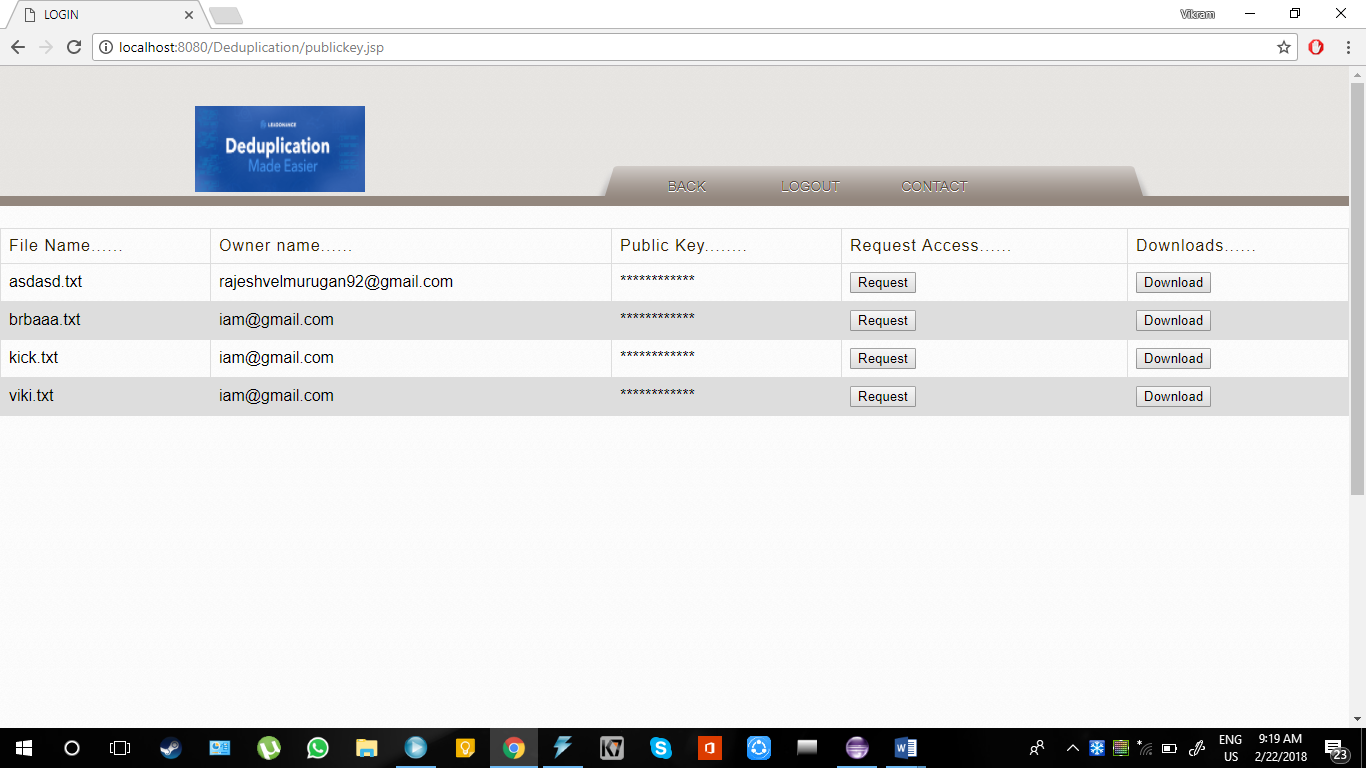 LOGIN
Vikram
localhost:8080/Deduplication/publickey.jsp
Deduplication
Made Easier
BACK LOGOUT CONTACT
File Name...... Owner name...... Public Key........ Request Access...... Downloads......
asdasd.txt rajeshvelmurugan92@gmail.com ************ Request Download
brbaaa.txt iam@gmail.com ************ Request Download
kick.txt iam@gmail.com ************ Request Download
viki.txt iam@gmail.com ************ Request Download
ENG 9:19 AM
US 2/22/2018 23